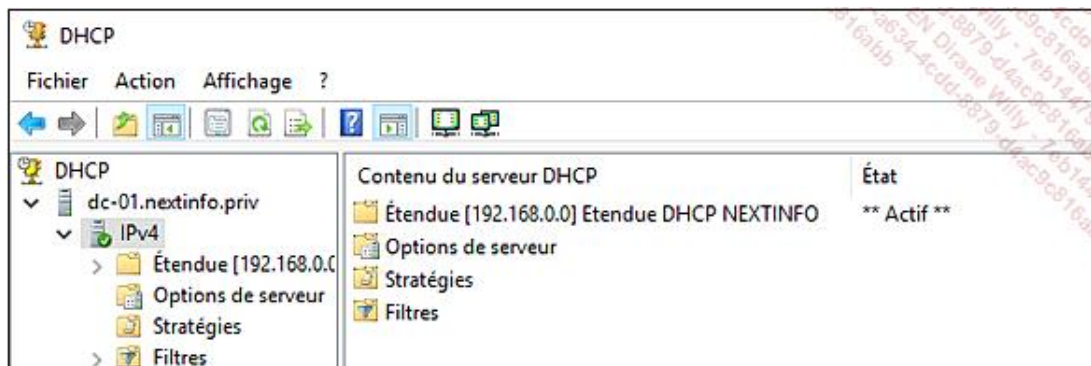 DHCP
Fichier Action Affichage ?
DHCP
dc-01.nextinfo.priv
IPv4
Étendue [192.168.0.0
Options de serveur
Stratégies
Filtres
Contenu du serveur DHCP État
Étendue [192.168.0.0] Etendue DHCP NEXTINFO ** Actif **
Options de serveur
Stratégies
Filtres